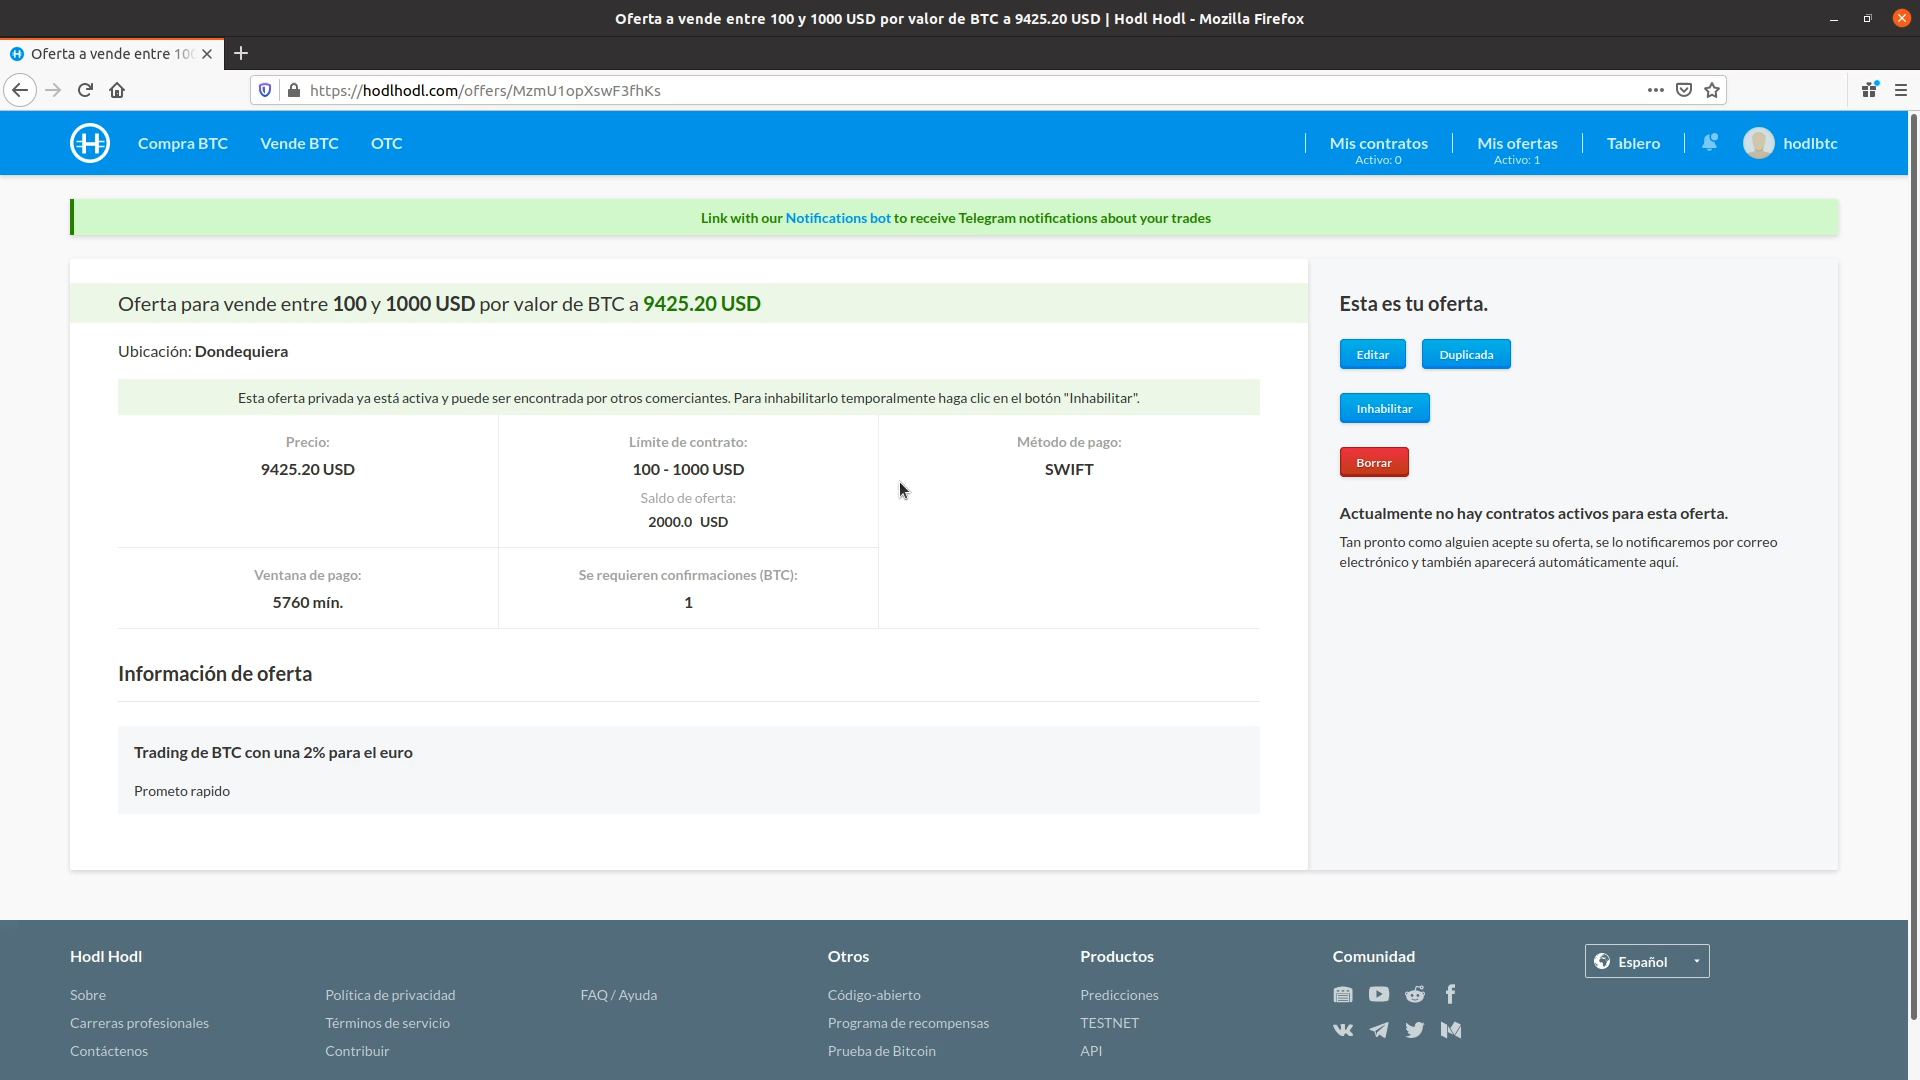 Oferta a vende entre 100 y 1000 USD por valor de BTC a 9425.20 USD | Hodl Hodl - Mozilla Firefox
Oferta a vende entre 100
https://hodlhodl.com/offers/MzmU1opXswF3fhKs
Compra BTC
Vende BTC
OTC
Mis contratos
Activo: 0
Mis ofertas
Activo: 1
Tablero
hodlbtc
Link with our Notifications bot to receive Telegram notifications about your trades
Oferta para vende entre 100 y 1000 USD por valor de BTC a 9425.20 USD
Ubicación: Dondequiera
Esta oferta privada ya está activa y puede ser encontrada por otros comerciantes. Para inhabilitarlo temporalmente haga clic en el botón "Inhabilitar".
Precio:
9425.20 USD
Límite de contrato:
100 - 1000 USD
Saldo de oferta:
2000.0 USD
Método de pago:
SWIFT
Ventana de pago:
5760 mín.
Se requieren confirmaciones (BTC):
1
Información de oferta
Trading de BTC con una 2% para el euro
Prometo rapido
Esta es tu oferta.
Editar
Duplicada
Inhabilitar
Borrar
Actualmente no hay contratos activos para esta oferta.
Tan pronto como alguien acepte su oferta, se lo notificaremos por correo
electrónico y también aparecerá automáticamente aquí.
Hodl Hodl
Sobre
Carreras profesionales
Contáctenos
Política de privacidad
Términos de servicio
Contribuir
FAQ / Ayuda
Otros
Código-abierto
Programa de recompensas
Prueba de Bitcoin
Productos
Predicciones
TESTNET
API
Comunidad
Español